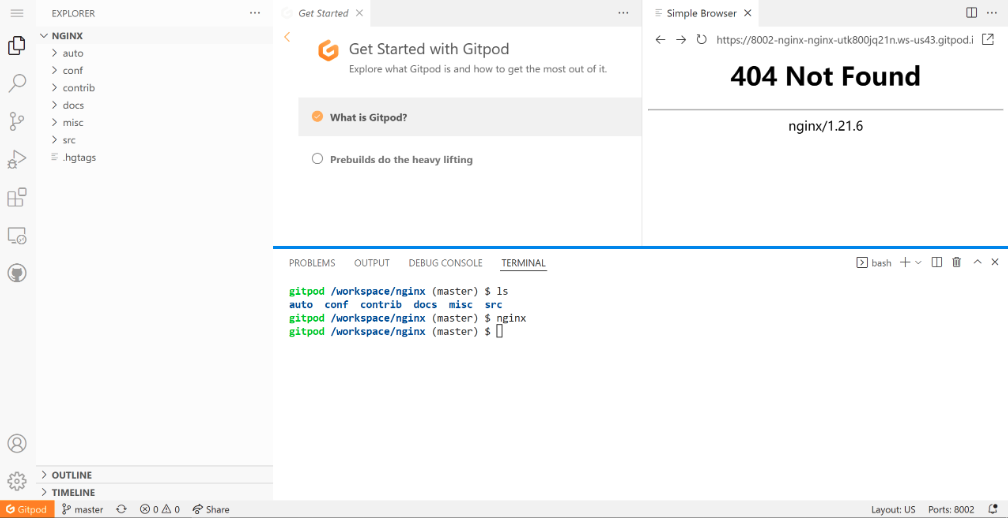 EXPLORER
NGINX
auto
conf
contrib
docs
misc
src
.hgtags
OUTLINE
TIMELINE
Get Started
Get Started with Gitpod
Explore what Gitpod is and how to get the most out of it.
What is Gitpod?
Prebuilds do the heavy lifting
Simple Browser
https://8002-nginx-nginx-utk800jq21n.ws-us43.gitpod.i
404 Not Found
nginx/1.21.6
PROBLEMS OUTPUT DEBUG CONSOLE TERMINAL
bash
gitpod /workspace/nginx (master) $ ls
auto conf contrib docs misc src
gitpod /workspace/nginx (master) $ nginx
gitpod /workspace/nginx (master) $
Gitpod master 0 0 Share Layout: US Ports: 8002